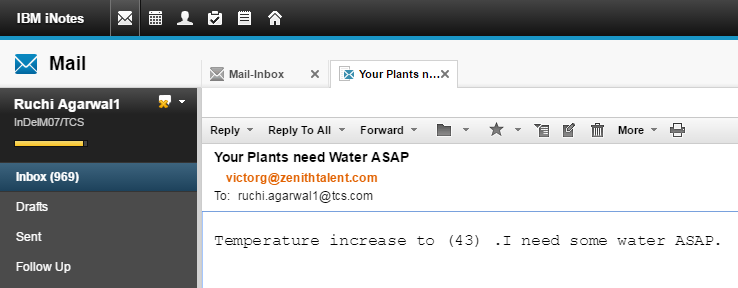 IBM iNotes
Mail
Mail-Inbox
Your Plants n...
Ruchi Agarwal1
InDelM07/TCS
Reply Reply To All Forward More
Your Plants need Water ASAP
victorg@zenithtalent.com
To: ruchi.agarwal1@tcs.com
Inbox (969)
Drafts
Sent
Follow Up
Temperature increase to (43) .I need some water ASAP.